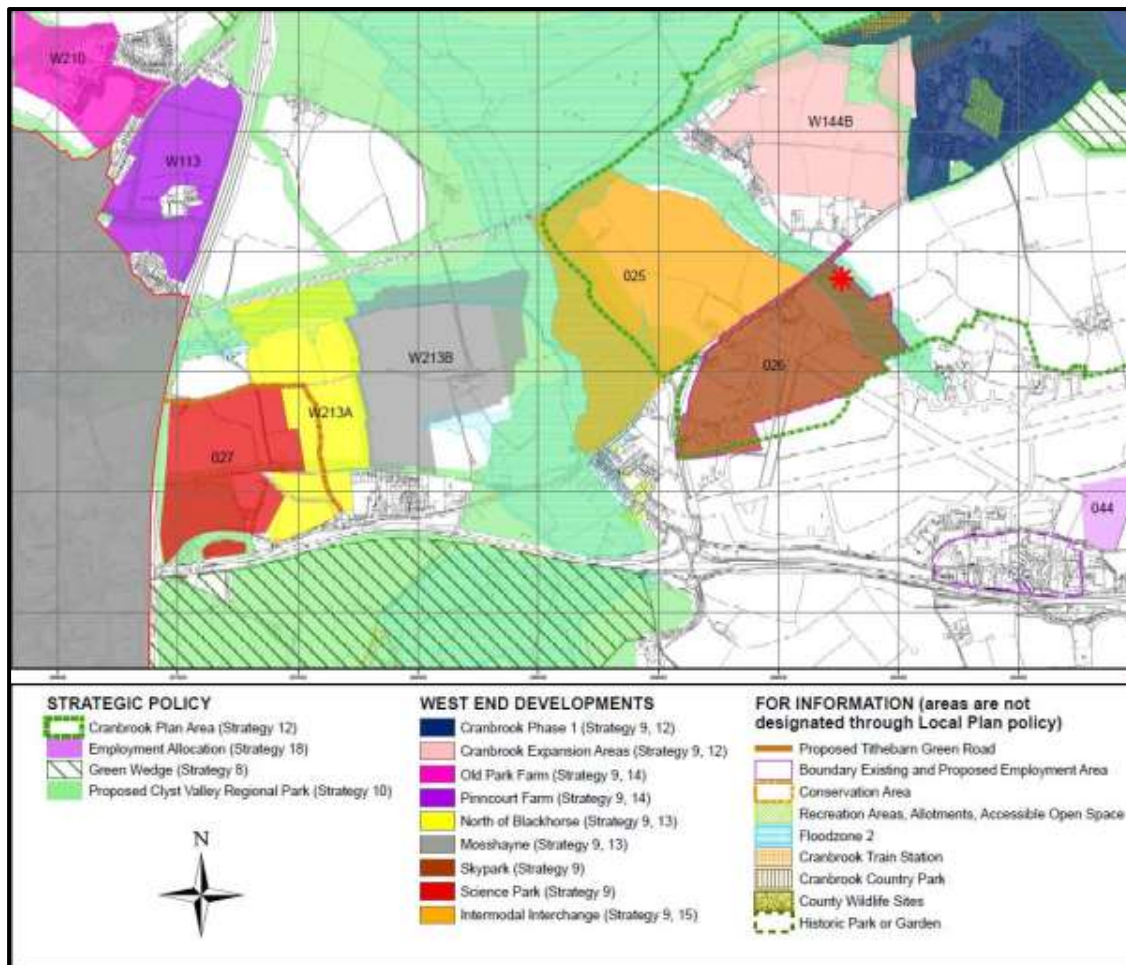 W210
W113
W144B
025
026
W213B
W213A
027
044
STRATEGIC POLICY
Cranbrook Plan Area (Strategy 12)
Employment Allocation (Strategy 18)
Green Wedge (Strategy 8)
Proposed Clyst Valley Regional Park (Strategy 10)
N
WEST END DEVELOPMENTS
Cranbrook Phase 1 (Strategy 9, 12)
Cranbrook Expansion Areas (Strategy 9, 12)
Old Park Farm (Strategy 9, 14)
Pinncourt Farm (Strategy 9, 14)
North of Blackhorse (Strategy 9, 13)
Mosshayne (Strategy 9, 13)
Skypark (Strategy 9)
Science Park (Strategy 9)
Intermodal Interchange (Strategy 9, 15)
FOR INFORMATION (areas are not
designated through Local Plan policy)
Proposed Tithebarn Green Road
Boundary Existing and Proposed Employment Area
Conservation Area
Recreation Areas, Allotments, Accessible Open Space
Floodzone 2
Cranbrook Train Station
Cranbrook Country Park
County Wildlife Sites
Historic Park or Garden